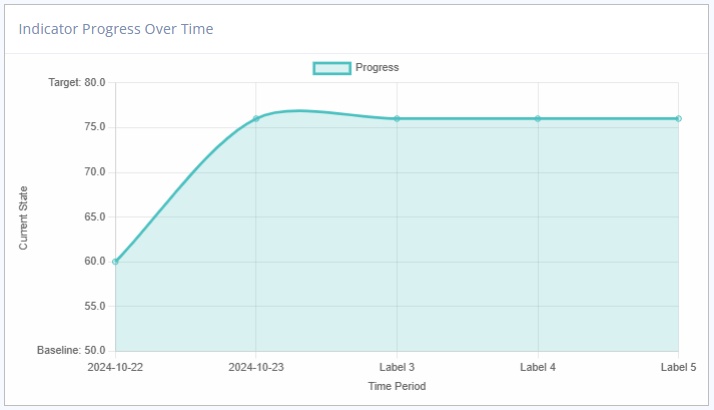 Indicator Progress Over Time
Progress
Target: 80.0
75.0
70.0
65.0
60.0
55.0
Baseline: 50.0
Current State
2024-10-22 2024-10-23 Label 3 Label 4 Label 5
Time Period